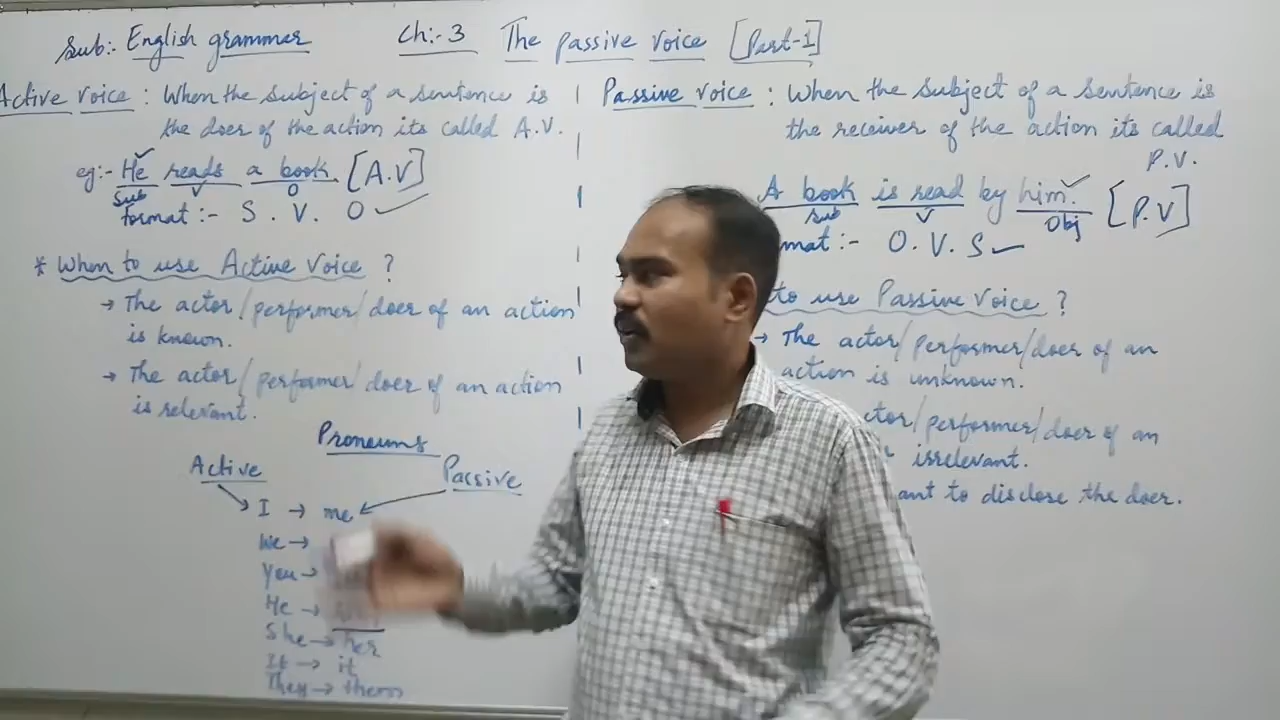 Sub:- English grammar Ch:-3 The Passive Voice [Part-1]
Active Voice : When the subject of a sentence is
the doer of the action its called A.V.
eg:- He reads a book. [A.V]
Sub V O
format :- S . V. O
* When to use Active Voice ?
→ The actor/performer/doer of an action
is known.
→ The actor/performer/doer of an action
is relevant.
Pronouns
Active Passive
I → me
We →
You →
He →
She → her
It → it
They → them
Passive Voice : When the subject of a sentence is
the receiver of the action its called
P.V.
A book is read by him. [P.V]
Sub V Obj
mat:- O. V. S
to use Passive Voice ?
→ The actor/performer/doer of an
action is unknown.
ctor/performer/doer of an
irrelevant.
ant to disclose the doer.